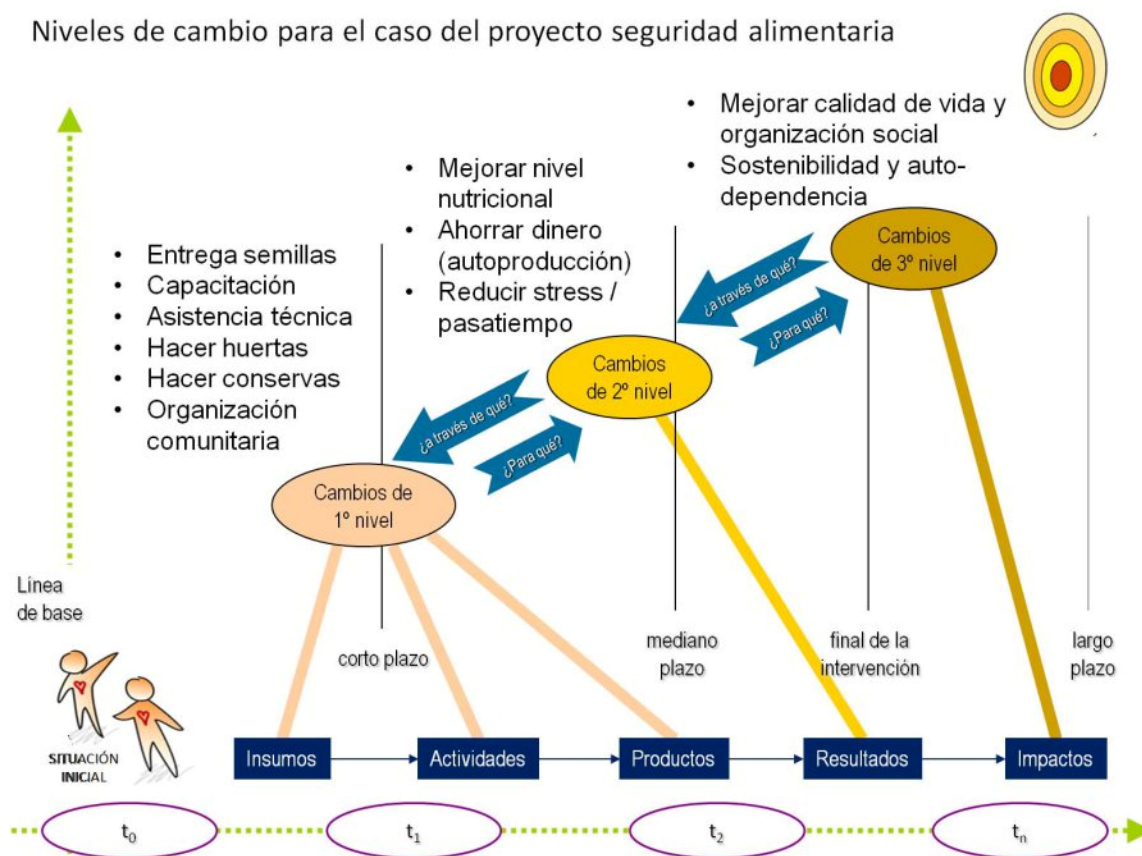 Niveles de cambio para el caso del proyecto seguridad alimentaria
• Mejorar calidad de vida y
organización social
• Sostenibilidad y auto-
dependencia
• Mejorar nivel
nutricional
• Ahorrar dinero
(autoproducción)
• Reducir stress /
pasatiempo
• Entrega semillas
• Capacitación
• Asistencia técnica
• Hacer huertas
• Hacer conservas
• Organización
comunitaria
Cambios
de 3º nivel
¿a través de qué?
¿Para qué?
Cambios
de 2º nivel
¿a través de qué?
¿Para qué?
Cambios de
1º nivel
Línea
de base
corto plazo
mediano
plazo
final de la
intervención
largo
plazo
SITUACIÓN
INICIAL
Insumos
Actividades
Productos
Resultados
Impactos
t0
t1
t2
tn